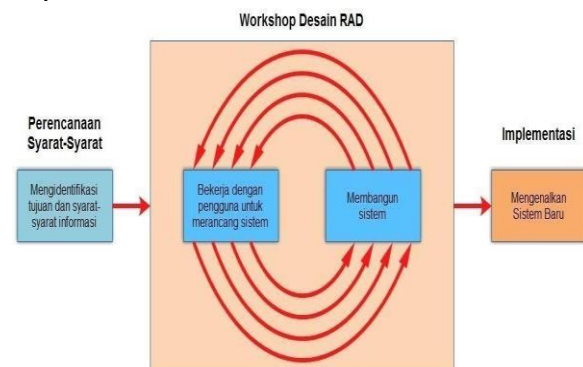 Workshop Desain RAD
Perencanaan
Syarat-Syarat
Mengidentifikasi
tujuan dan syarat-
syarat informasi
Bekerja dengan
pengguna untuk
merancang sistem
Membangun
sistem
Implementasi
Mengenalkan
Sistem Baru